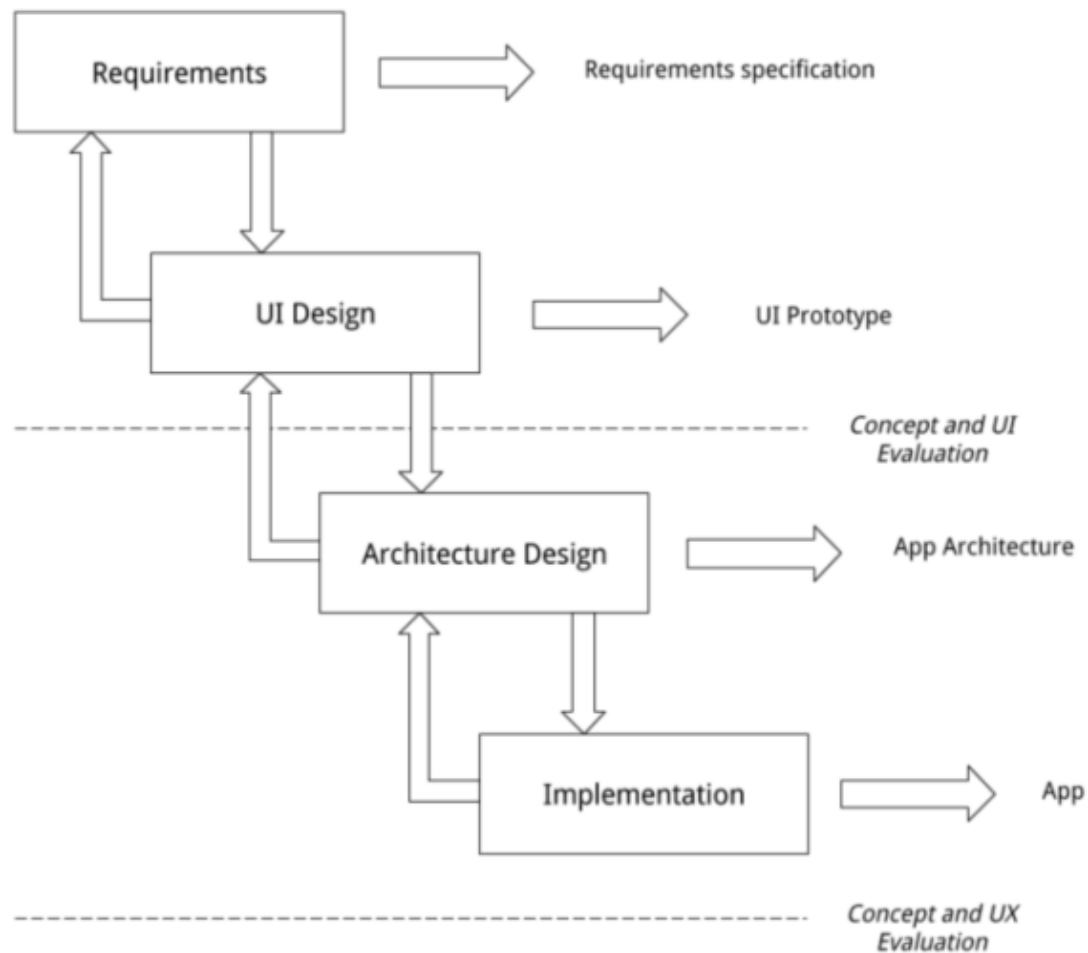 Requirements
Requirements specification
UI Design
UI Prototype
Concept and UI
Evaluation
Architecture Design
App Architecture
Implementation
App
Concept and UX
Evaluation